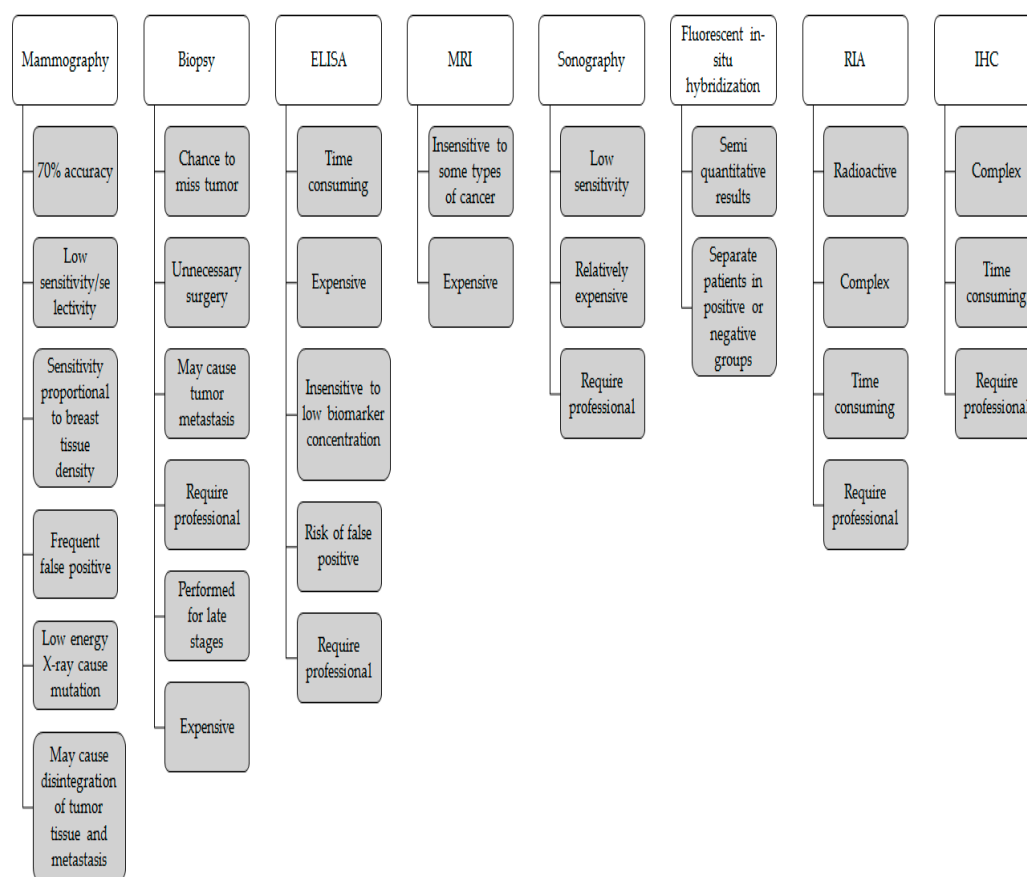 Mammography
70% accuracy
Low
sensitivity/se
lectivity
Sensitivity
proportional
to breast
tissue
density
Frequent
false positive
Low energy
X-ray cause
mutation
May cause
disintegration
of tumor
tissue and
metastasis
Biopsy
Chance to
miss tumor
Unnecessary
surgery
May cause
tumor
metastasis
Require
professional
Performed
for late
stages
Expensive
ELISA
Time
consuming
Expensive
Insensitive to
low biomarker
concentration
Risk of false
positive
Require
professional
MRI
Insensitive to
some types
of cancer
Expensive
Sonography
Low
sensitivity
Relatively
expensive
Require
professional
Fluorescent in-
situ
hybridization
Semi
quantitative
results
Separate
patients in
positive or
negative
groups
RIA
Radioactive
Complex
Time
consuming
Require
professional
IHC
Complex
Time
consuming
Require
professional